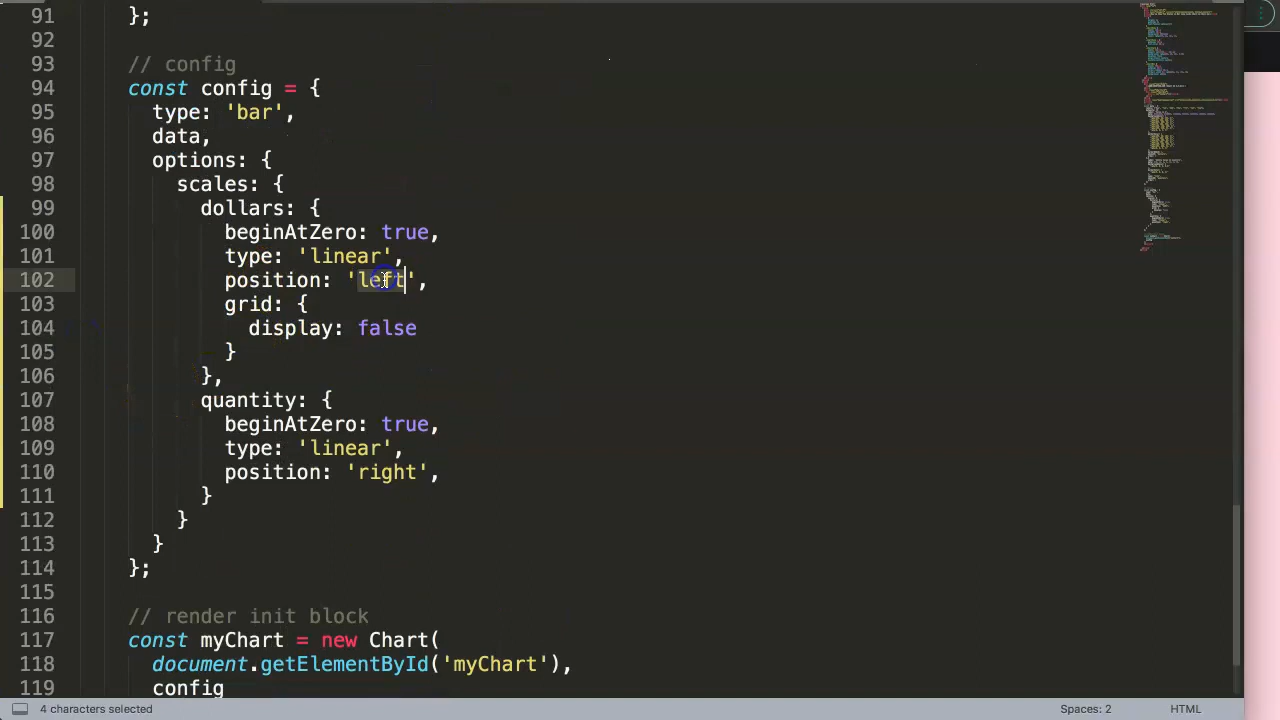 91 };
92
93 // config
94 const config = {
95 type: 'bar',
96 data,
97 options: {
98 scales: {
99 dollars: {
100 beginAtZero: true,
101 type: 'linear',
102 position: 'left',
103 grid: {
104 display: false
105 }
106 },
107 quantity: {
108 beginAtZero: true,
109 type: 'linear',
110 position: 'right',
111 }
112 }
113 }
114 };
115
116 // render init block
117 const myChart = new Chart(
118 document.getElementById('myChart'),
119 config
4 characters selected Spaces: 2 HTML